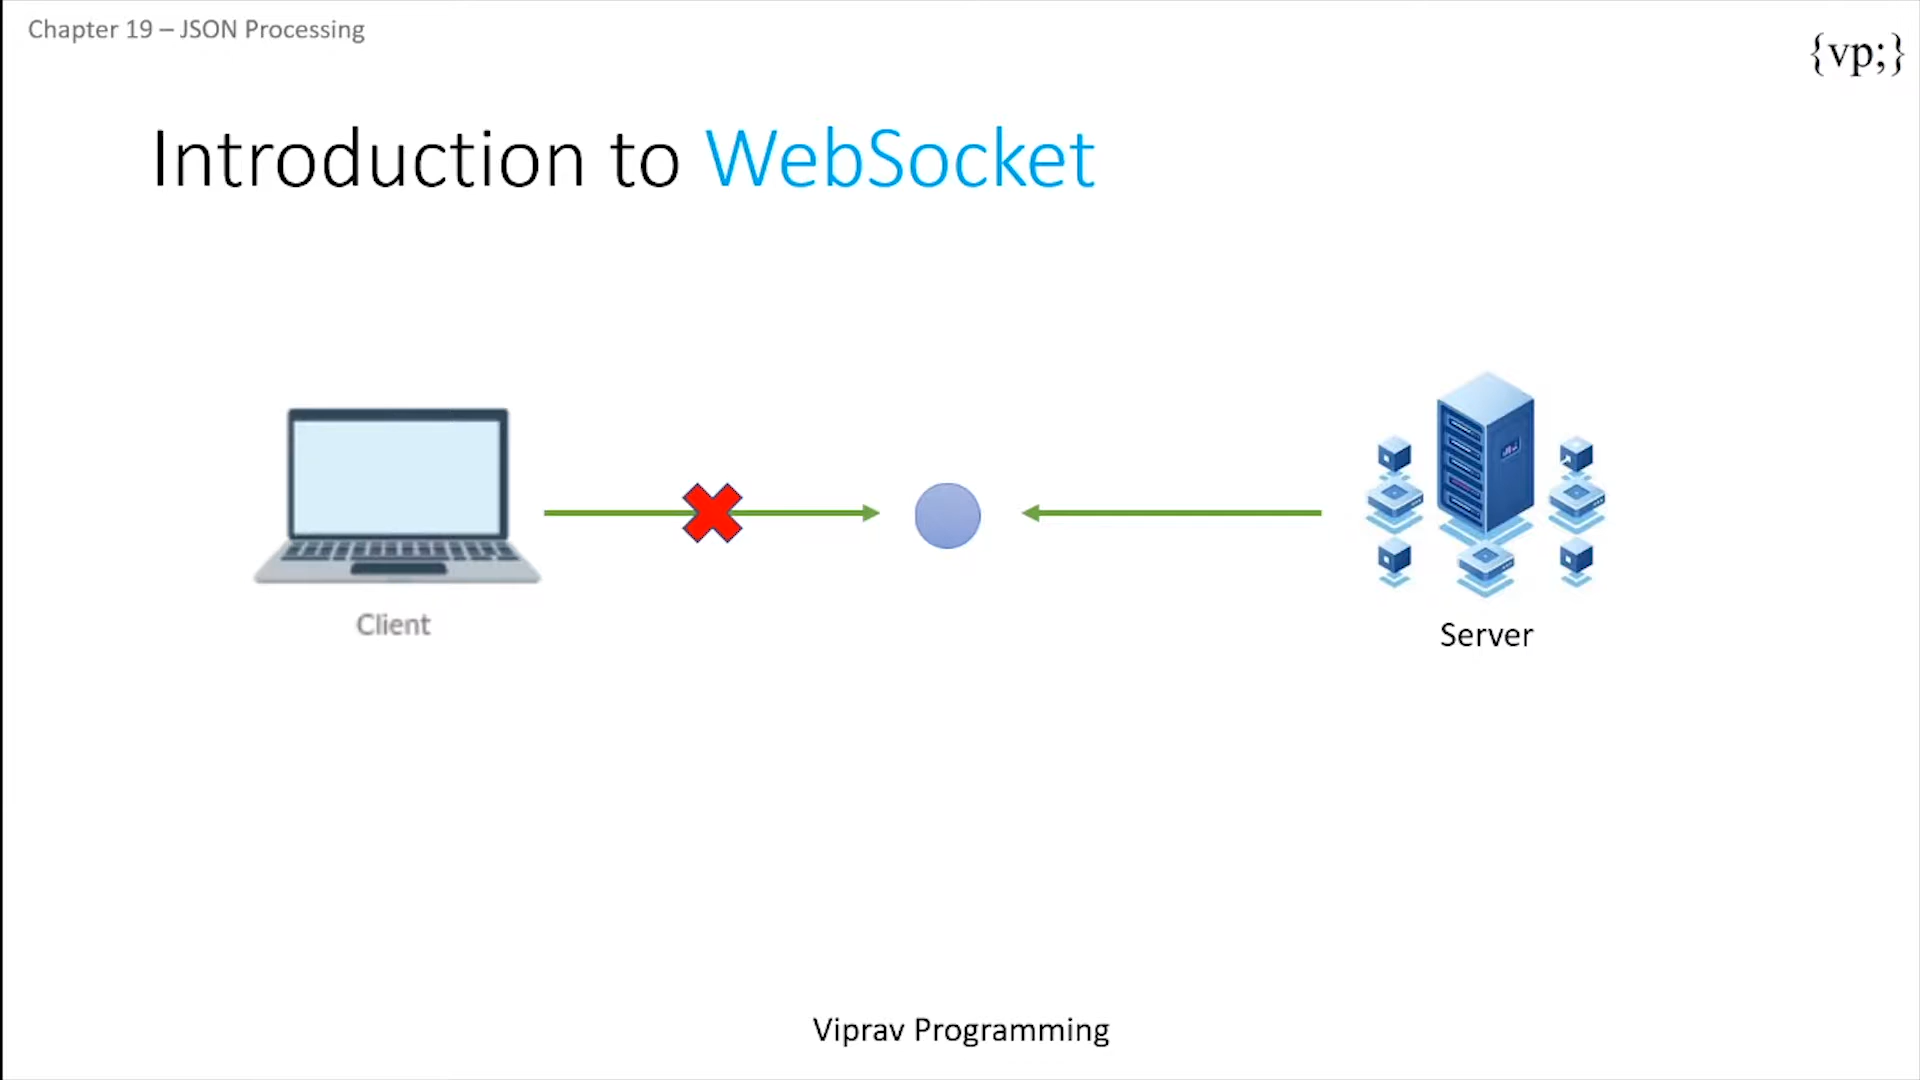 Chapter 19 – JSON Processing
{vp;}
Introduction to WebSocket
Client
Server
Viprav Programming